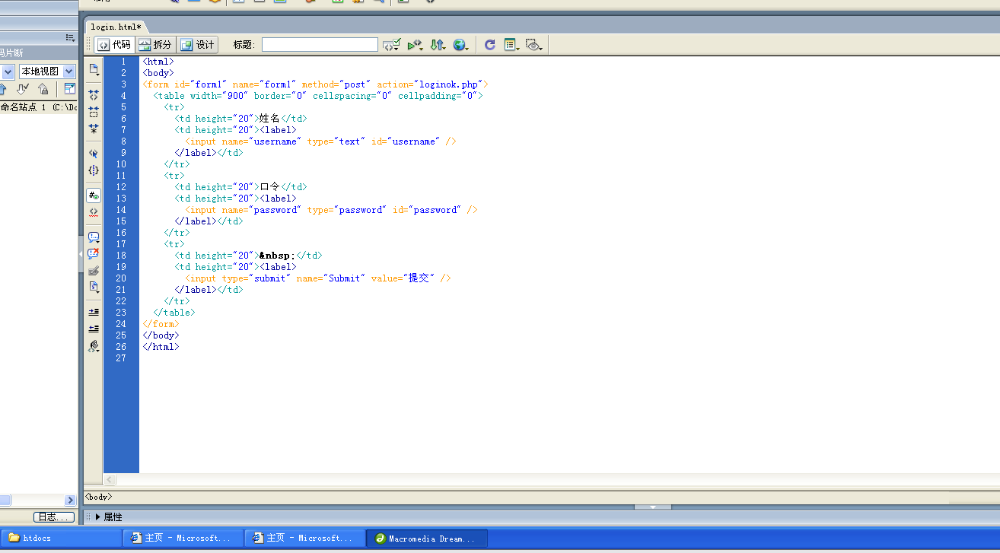 login.html*
代码 拆分 设计 标题:
码片断
本地视图
命名站点 1 (C:\Do
1 <html>
2 <body>
3 <form id="form1" name="form1" method="post" action="loginok.php">
4 <table width="900" border="0" cellspacing="0" cellpadding="0">
5 <tr>
6 <td height="20">姓名</td>
7 <td height="20"><label>
8 <input name="username" type="text" id="username" />
9 </label></td>
10 </tr>
11 <tr>
12 <td height="20">口令</td>
13 <td height="20"><label>
14 <input name="password" type="password" id="password" />
15 </label></td>
16 </tr>
17 <tr>
18 <td height="20">&nbsp;</td>
19 <td height="20"><label>
20 <input type="submit" name="Submit" value="提交" />
21 </label></td>
22 </tr>
23 </table>
24 </form>
25 </body>
26 </html>
27
<body>
日志...
属性
htdocs 主页 - Microsoft... 主页 - Microsoft... Macromedia Dream...